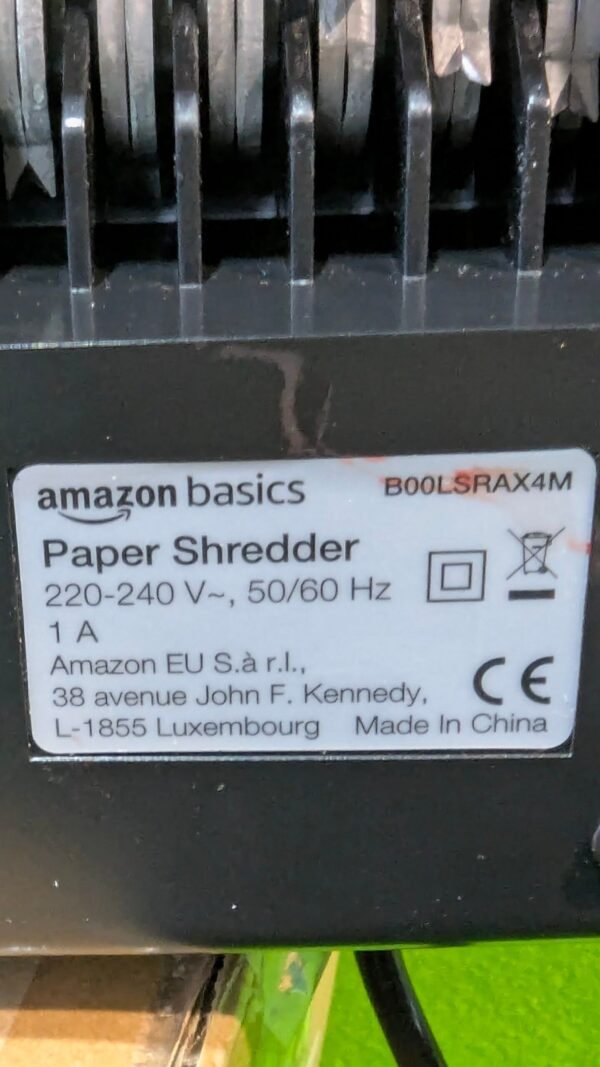 amazon basics B00LSRAX4M
Paper Shredder
220-240 V~, 50/60 Hz
1 A
Amazon EU S.à r.l.,
38 avenue John F. Kennedy,
L-1855 Luxembourg Made In China
CE